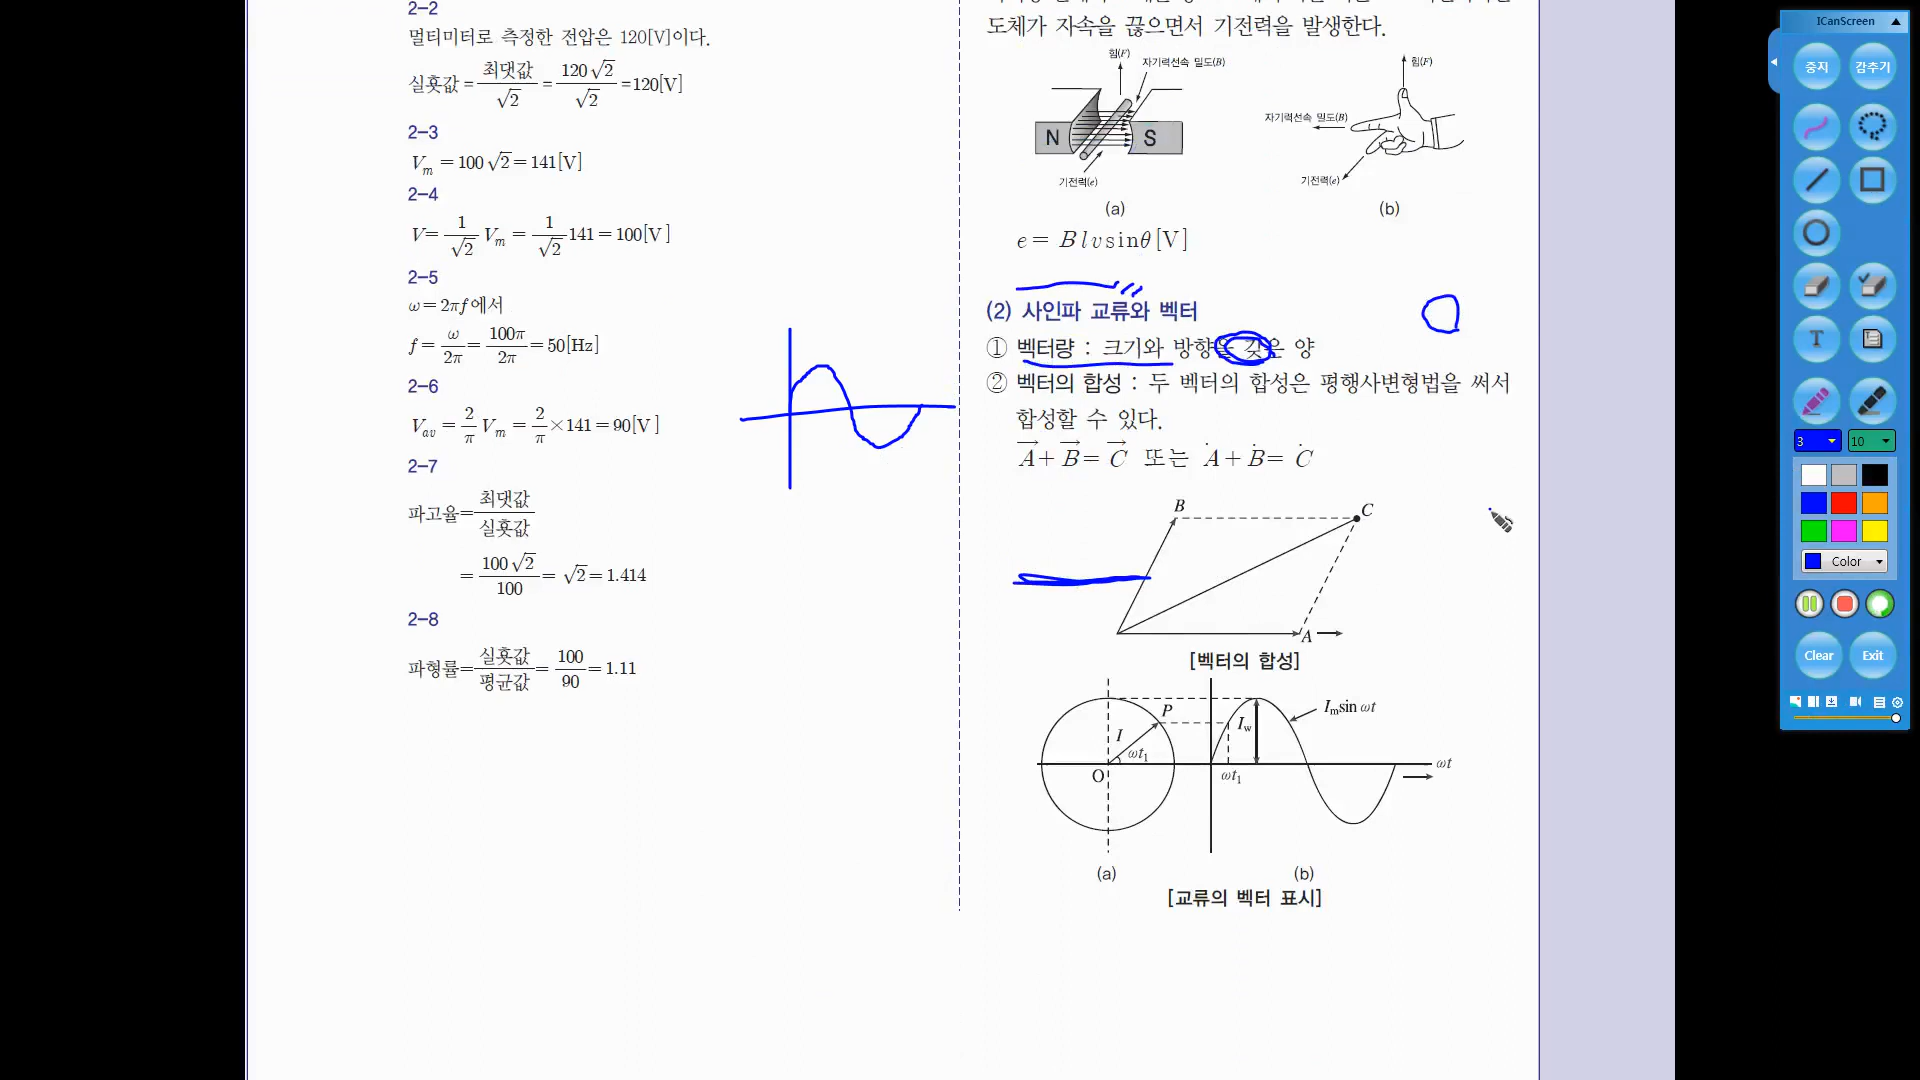 2-2
멀티미터로 측정한 전압은 120[V]이다.
실횻값 = 최댓값/√2 = 120√2/√2 = 120[V]
2-3
Vm = 100√2 = 141[V]
2-4
V = 1/√2 Vm = 1/√2 141 = 100[V]
2-5
ω = 2πf에서
f = ω/2π = 100π/2π = 50[Hz]
2-6
Vav = 2/π Vm = 2/π × 141 = 90[V]
2-7
파고율 = 최댓값/실횻값
= 100√2/100 = √2 = 1.414
2-8
파형률 = 실횻값/평균값 = 100/90 = 1.11
도체가 자속을 끊으면서 기전력을 발생한다.
힘(F)
자기력선속 밀도(B)
N
S
기전력(e)
(a)
힘(F)
자기력선속 밀도(B)
기전력(e)
(b)
e = Blvsinθ[V]
(2) 사인파 교류와 벡터
① 벡터량 : 크기와 방향을 갖은 양
② 벡터의 합성 : 두 벡터의 합성은 평행사변형법을 써서
합성할 수 있다.
A⃗ + B⃗ = C⃗ 또는 Ȧ + Ḃ = Ċ
B
C
A
[벡터의 합성]
P
I
ωt1
O
Iw
Imsin ωt
ωt
ωt1
(a)
(b)
[교류의 벡터 표시]
ICanScreen
중지
감추기
T
3
10
Color
Clear
Exit